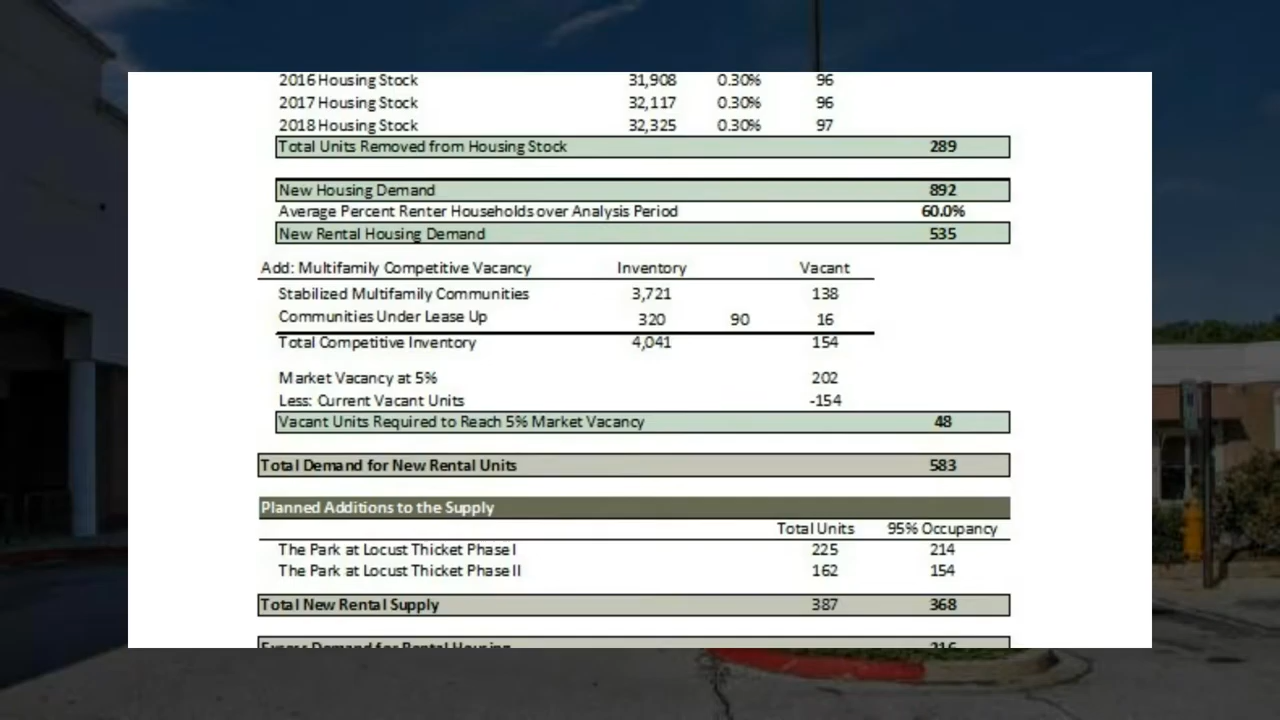 2016 Housing Stock 31,908 0.30% 96
2017 Housing Stock 32,117 0.30% 96
2018 Housing Stock 32,325 0.30% 97
Total Units Removed from Housing Stock 289
New Housing Demand 892
Average Percent Renter Households over Analysis Period 60.0%
New Rental Housing Demand 535
Add: Multifamily Competitive Vacancy Inventory Vacant
Stabilized Multifamily Communities 3,721 138
Communities Under Lease Up 320 90 16
Total Competitive Inventory 4,041 154
Market Vacancy at 5% 202
Less: Current Vacant Units -154
Vacant Units Required to Reach 5% Market Vacancy 48
Total Demand for New Rental Units 583
Planned Additions to the Supply
Total Units 95% Occupancy
The Park at Locust Thicket Phase I 225 214
The Park at Locust Thicket Phase II 162 154
Total New Rental Supply 387 368
Excess Demand for Rental Housing 216